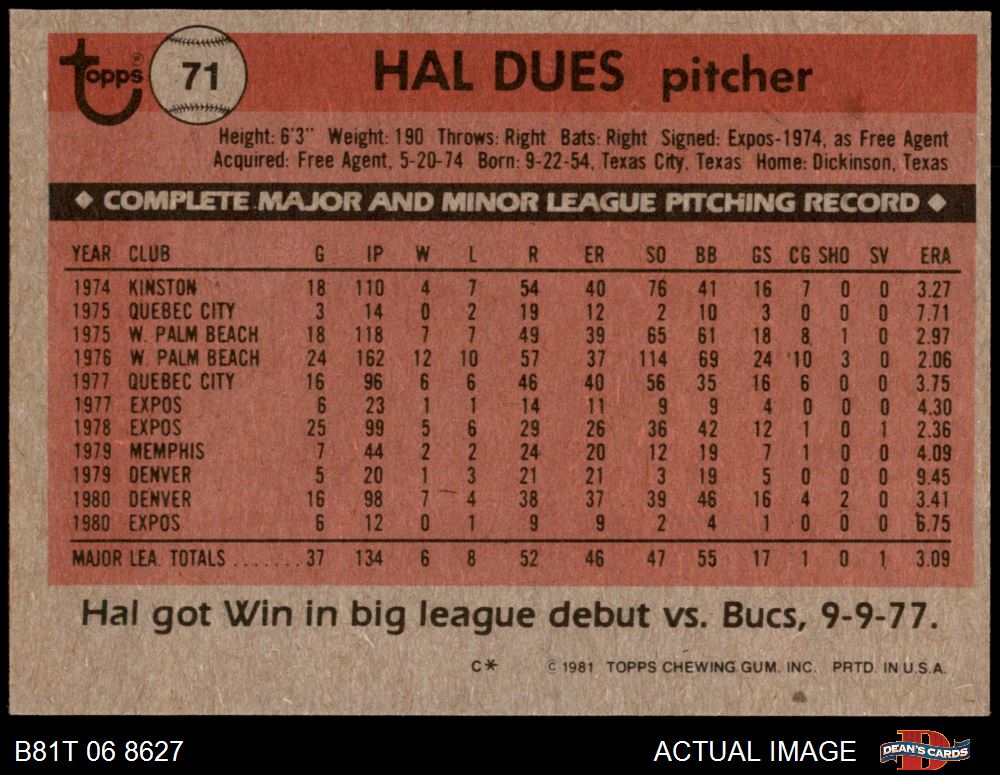 Topps® 71 HAL DUES pitcher
Height: 6'3" Weight: 190 Throws: Right Bats: Right Signed: Expos-1974, as Free Agent
Acquired: Free Agent, 5-20-74 Born: 9-22-54, Texas City, Texas Home: Dickinson, Texas
◆ COMPLETE MAJOR AND MINOR LEAGUE PITCHING RECORD ◆
YEAR CLUB G IP W L R ER SO BB GS CG SHO SV ERA
1974 KINSTON 18 110 4 7 54 40 76 41 16 7 0 0 3.27
1975 QUEBEC CITY 3 14 0 2 19 12 2 10 3 0 0 0 7.71
1975 W. PALM BEACH 18 118 7 7 49 39 65 61 18 8 1 0 2.97
1976 W. PALM BEACH 24 162 12 10 57 37 114 69 24 10 3 0 2.06
1977 QUEBEC CITY 16 96 6 6 46 40 56 35 16 6 0 0 3.75
1977 EXPOS 6 23 1 1 14 11 9 9 4 0 0 0 4.30
1978 EXPOS 25 99 5 6 29 26 36 42 12 1 0 1 2.36
1979 MEMPHIS 7 44 2 2 24 20 12 19 7 1 0 0 4.09
1979 DENVER 5 20 1 3 21 21 3 19 5 0 0 0 9.45
1980 DENVER 16 98 7 4 38 37 39 46 16 4 2 0 3.41
1980 EXPOS 6 12 0 1 9 9 2 4 1 0 0 0 6.75
MAJOR LEA. TOTALS ....... 37 134 6 8 52 46 47 55 17 1 0 1 3.09
Hal got Win in big league debut vs. Bucs, 9-9-77.
C* © 1981 TOPPS CHEWING GUM. INC. PRTD. IN U.S.A.
B81T 06 8627 ACTUAL IMAGE DEAN'S CARDS